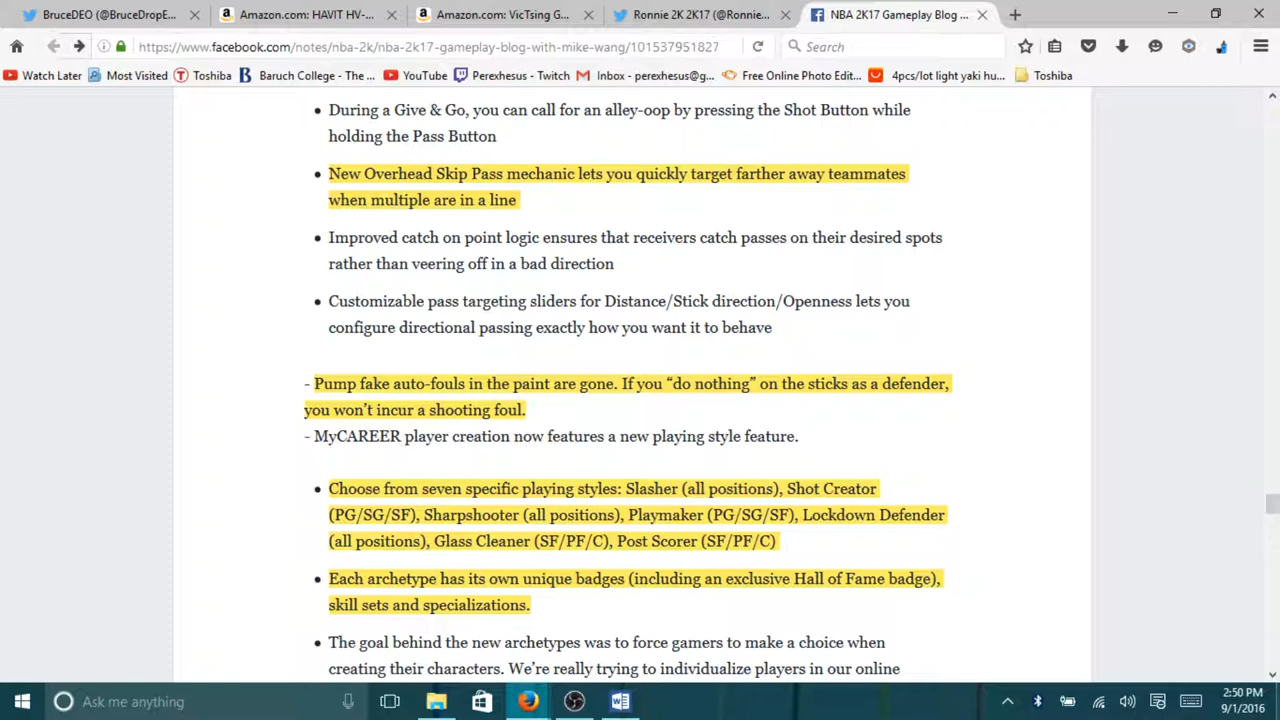 BruceDEO (@BruceDropE...
Amazon.com: HAVIT HV-...
Amazon.com: VicTsing G...
Ronnie 2K 2K17 (@Ronnie...
NBA 2K17 Gameplay Blog ...
https://www.facebook.com/notes/nba-2k/nba-2k17-gameplay-blog-with-mike-wang/101537951827
Search
Watch Later
Most Visited
Toshiba
Baruch College - The ...
YouTube
Perexhesus - Twitch
Inbox - perexhesus@g...
Free Online Photo Edit...
4pcs/lot light yaki hu...
Toshiba
• During a Give & Go, you can call for an alley-oop by pressing the Shot Button while
holding the Pass Button
• New Overhead Skip Pass mechanic lets you quickly target farther away teammates
when multiple are in a line
• Improved catch on point logic ensures that receivers catch passes on their desired spots
rather than veering off in a bad direction
• Customizable pass targeting sliders for Distance/Stick direction/Openness lets you
configure directional passing exactly how you want it to behave
- Pump fake auto-fouls in the paint are gone. If you “do nothing” on the sticks as a defender,
you won’t incur a shooting foul.
- MyCAREER player creation now features a new playing style feature.
• Choose from seven specific playing styles: Slasher (all positions), Shot Creator
(PG/SG/SF), Sharpshooter (all positions), Playmaker (PG/SG/SF), Lockdown Defender
(all positions), Glass Cleaner (SF/PF/C), Post Scorer (SF/PF/C)
• Each archetype has its own unique badges (including an exclusive Hall of Fame badge),
skill sets and specializations.
• The goal behind the new archetypes was to force gamers to make a choice when
creating their characters. We’re really trying to individualize players in our online
Ask me anything
2:50 PM
9/1/2016